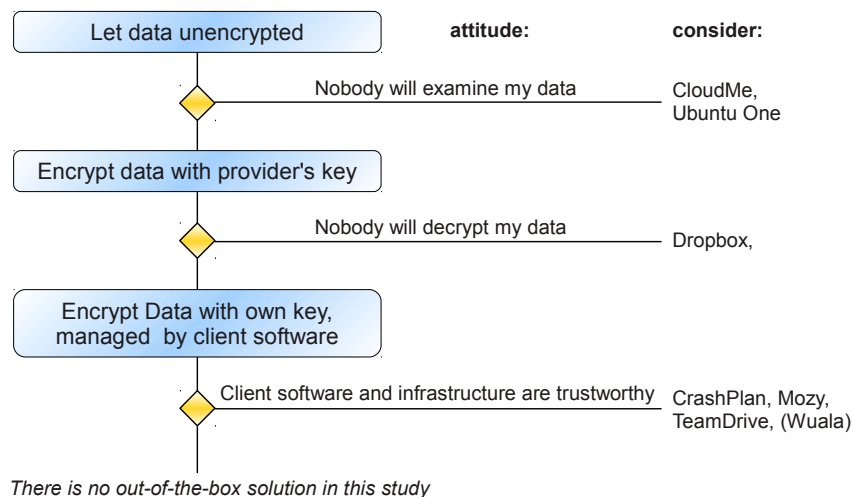 Let data unencrypted
attitude:
consider:
Nobody will examine my data
CloudMe,
Ubuntu One
Encrypt data with provider's key
Nobody will decrypt my data
Dropbox,
Encrypt Data with own key,
managed by client software
Client software and infrastructure are trustworthy
CrashPlan, Mozy,
TeamDrive, (Wuala)
There is no out-of-the-box solution in this study